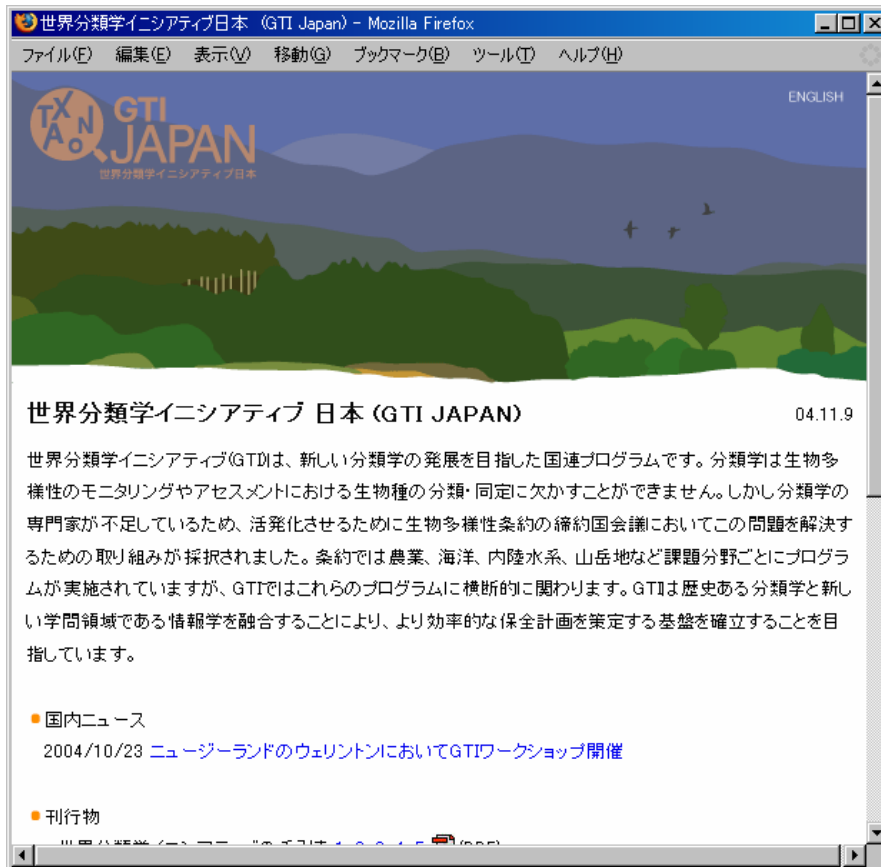 世界分類学イニシアティブ日本 (GTI Japan) - Mozilla Firefox
ファイル(F) 編集(E) 表示(V) 移動(G) ブックマーク(B) ツール(T) ヘルプ(H)
ENGLISH
TAXON
GTI
JAPAN
世界分類学イニシアティブ日本
世界分類学イニシアティブ 日本 (GTI JAPAN) 04.11.9
世界分類学イニシアティブ(GTI)は、新しい分類学の発展を目指した国連プログラムです。分類学は生物多
様性のモニタリングやアセスメントにおける生物種の分類・同定に欠かすことができません。しかし分類学の
専門家が不足しているため、活発化させるために生物多様性条約の締約国会議においてこの問題を解決す
るための取り組みが採択されました。条約では農業、海洋、内陸水系、山岳地など課題分野ごとにプログラ
ムが実施されていますが、GTIではこれらのプログラムに横断的に関わります。GTIは歴史ある分類学と新し
い学問領域である情報学を融合することにより、より効率的な保全計画を策定する基盤を確立することを目
指しています。
国内ニュース
2004/10/23 ニュージーランドのウェリントンにおいてGTIワークショップ開催
刊行物